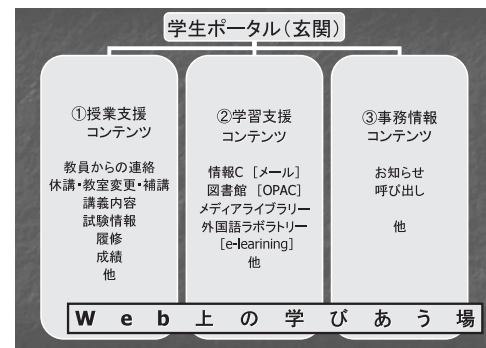 学生ポータル(玄関)
①授業支援
コンテンツ
教員からの連絡
休講・教室変更・補講
講義内容
試験情報
履修
成績
他
②学習支援
コンテンツ
情報C [メール]
図書館 [OPAC]
メディアライブラリー
外国語ラボラトリー
[e-learining]
他
③事務情報
コンテンツ
お知らせ
呼び出し
他
Web上の学びあう場